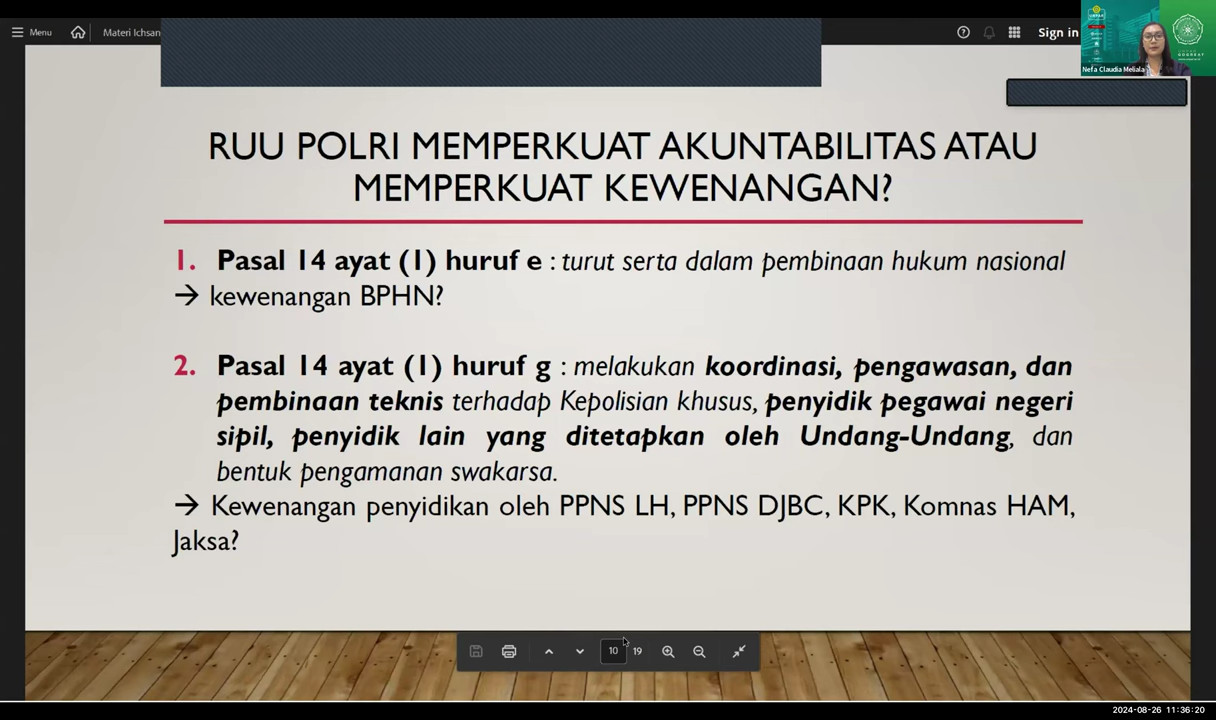 Menu
Materi Ichsan
Sign in
Nefa Claudia Meliala
RUU POLRI MEMPERKUAT AKUNTABILITAS ATAU
MEMPERKUAT KEWENANGAN?
1. Pasal 14 ayat (1) huruf e : turut serta dalam pembinaan hukum nasional
→ kewenangan BPHN?
2. Pasal 14 ayat (1) huruf g : melakukan koordinasi, pengawasan, dan
pembinaan teknis terhadap Kepolisian khusus, penyidik pegawai negeri
sipil, penyidik lain yang ditetapkan oleh Undang-Undang, dan
bentuk pengamanan swakarsa.
→ Kewenangan penyidikan oleh PPNS LH, PPNS DJBC, KPK, Komnas HAM,
Jaksa?
10 19
2024-08-26 11:36:20